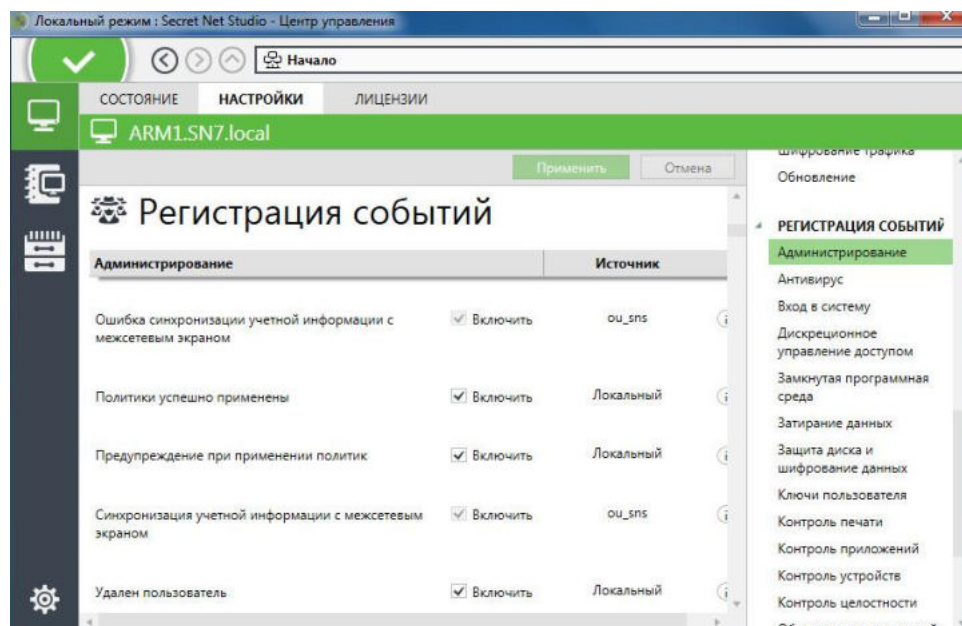 Локальный режим : Secret Net Studio - Центр управления
Начало
СОСТОЯНИЕ НАСТРОЙКИ ЛИЦЕНЗИИ
ARM1.SN7.local
Применить Отмена
Регистрация событий
Администрирование Источник
Ошибка синхронизации учетной информации с
межсетевым экраном
Включить ou_sns
Политики успешно применены Включить Локальный
Предупреждение при применении политик Включить Локальный
Синхронизация учетной информации с межсетевым
экраном
Включить ou_sns
Удален пользователь Включить Локальный
шифрование трафика
Обновление
РЕГИСТРАЦИЯ СОБЫТИЙ
Администрирование
Антивирус
Вход в систему
Дискреционное
управление доступом
Замкнутая программная
среда
Затирание данных
Защита диска и
шифрование данных
Ключи пользователя
Контроль печати
Контроль приложений
Контроль устройств
Контроль целостности